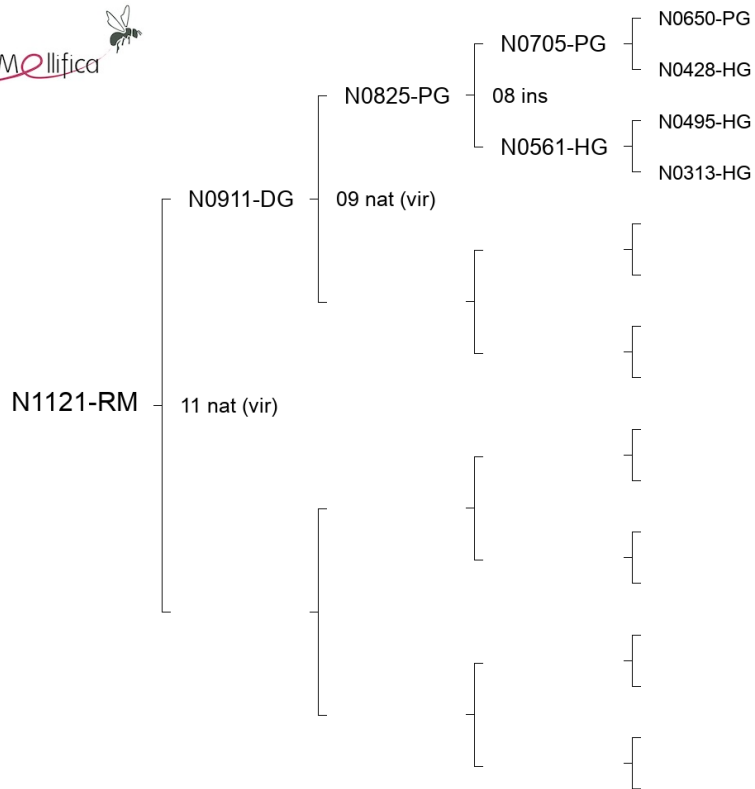 Mellifica
N0650-PG
N0705-PG
N0428-HG
N0825-PG
08 ins
N0495-HG
N0561-HG
N0313-HG
N0911-DG
09 nat (vir)
N1121-RM
11 nat (vir)